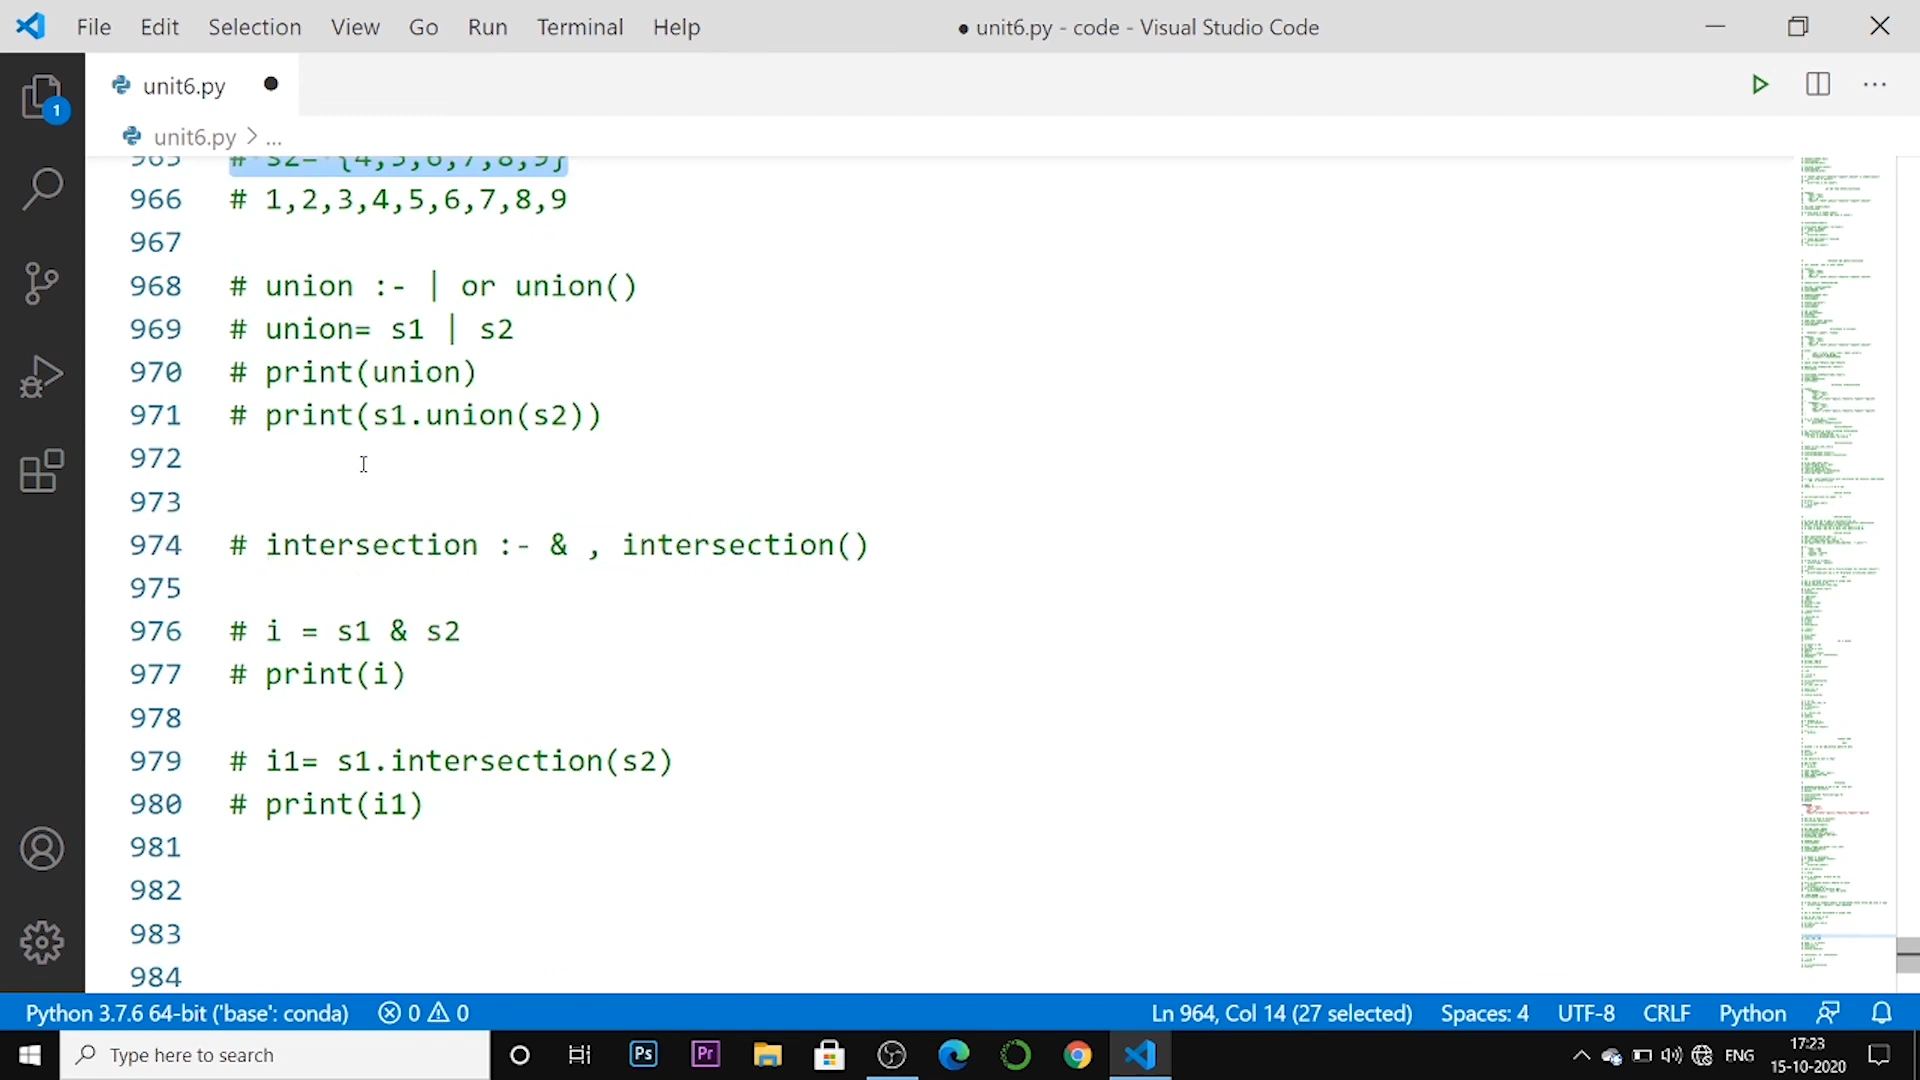 File Edit Selection View Go Run Terminal Help ● unit6.py - code - Visual Studio Code
unit6.py ●
unit6.py > ...
965 # s2= {4,5,6,7,8,9}
966 # 1,2,3,4,5,6,7,8,9
967
968 # union :- | or union()
969 # union= s1 | s2
970 # print(union)
971 # print(s1.union(s2))
972
973
974 # intersection :- & , intersection()
975
976 # i = s1 & s2
977 # print(i)
978
979 # i1= s1.intersection(s2)
980 # print(i1)
981
982
983
984
1
Python 3.7.6 64-bit ('base': conda) 0 0 Ln 964, Col 14 (27 selected) Spaces: 4 UTF-8 CRLF Python
Type here to search Ps Pr ENG 17:23
15-10-2020